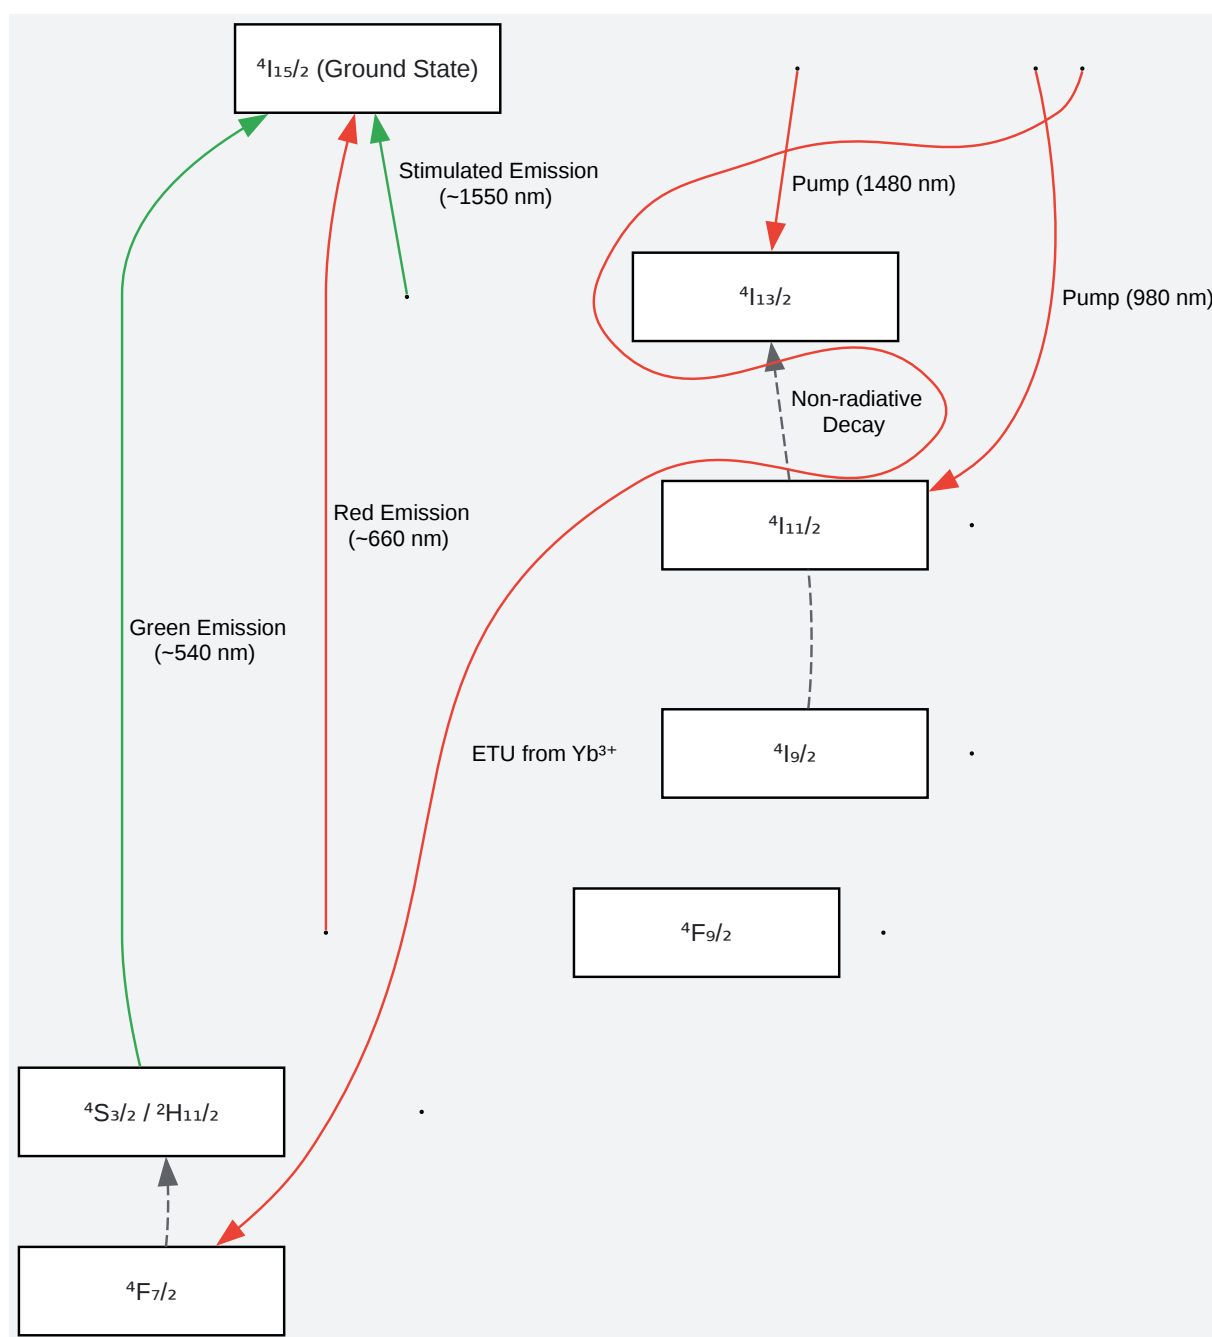 ⁴I₁₅/₂ (Ground State)
Stimulated Emission
(~1550 nm)
Pump (1480 nm)
⁴I₁₃/₂
Pump (980 nm)
Non-radiative
Decay
⁴I₁₁/₂
Red Emission
(~660 nm)
Green Emission
(~540 nm)
ETU from Yb³⁺
⁴I₉/₂
⁴F₉/₂
⁴S₃/₂ / ²H₁₁/₂
⁴F₇/₂